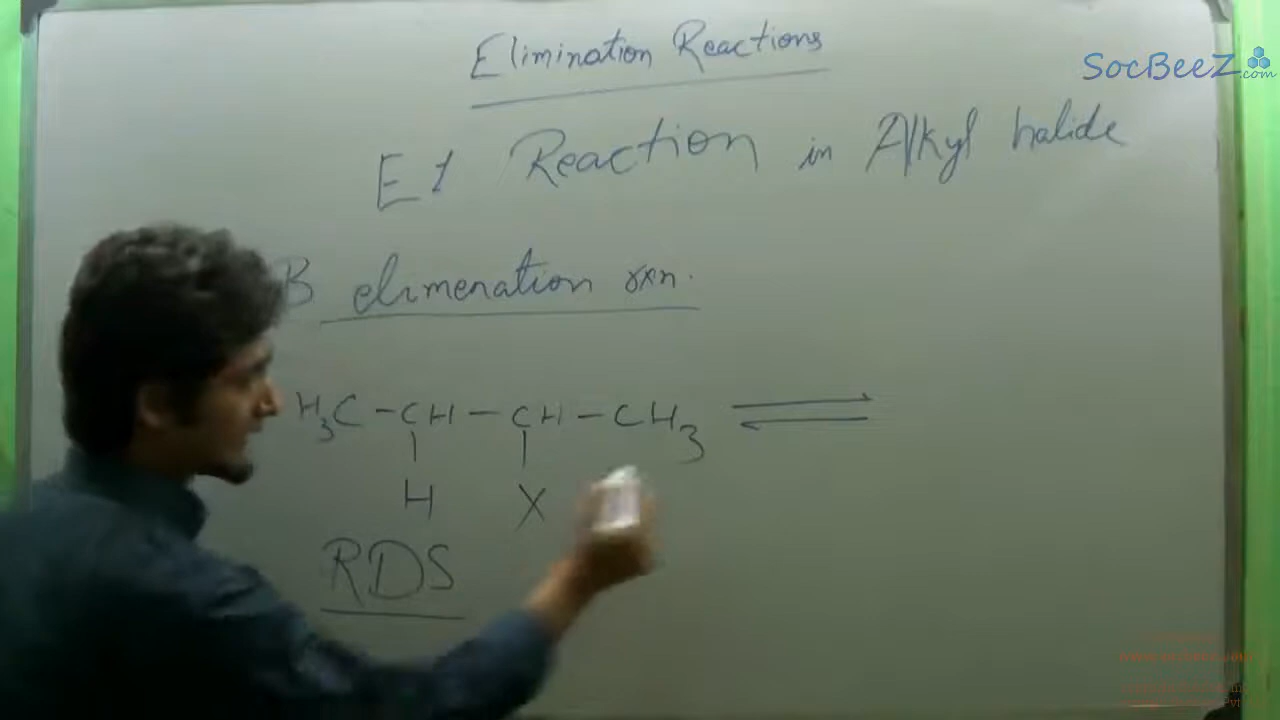 Elimination Reactions
SocBeeZ.com
E1 Reaction in Alkyl halide
B elimenation rxn.
H3C-CH-CH-CH3
H X
RDS